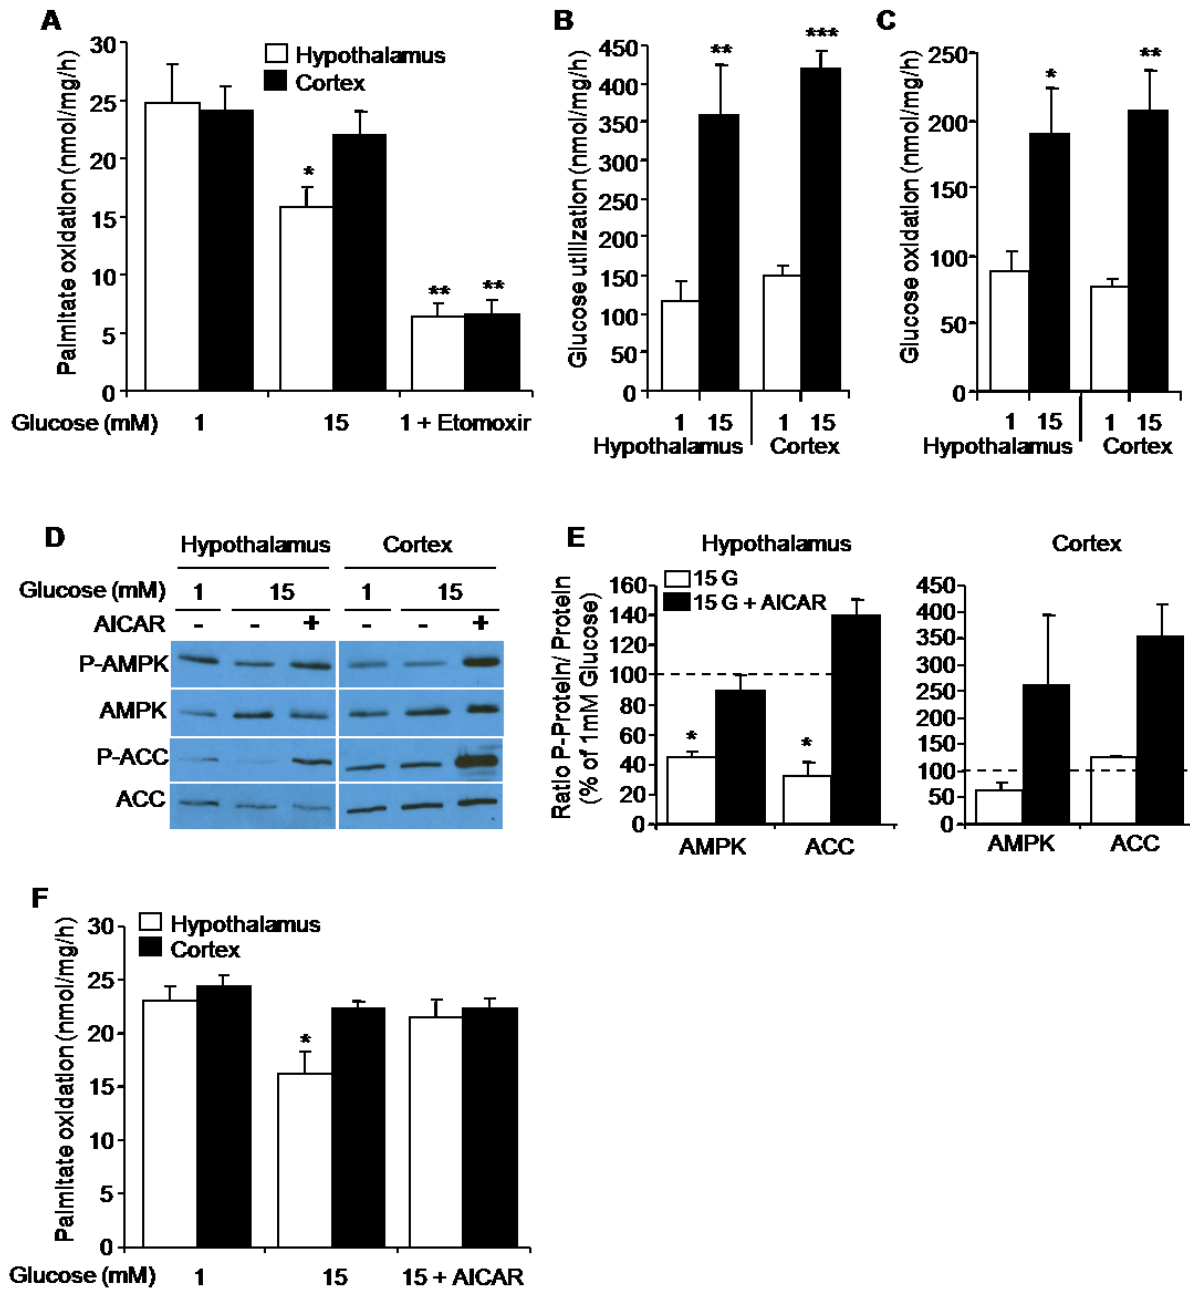 A
Palmitate oxidation (nmol/mg/h)
30
25
20
15
10
5
0
Hypothalamus
Cortex
*
**
**
Glucose (mM)
1
15
1 + Etomoxir
B
Glucose utilization (nmol/mg/h)
450
400
350
300
250
200
150
100
50
0
**
***
1 15 1 15
Hypothalamus Cortex
C
Glucose oxidation (nmol/mg/h)
250
200
150
100
50
0
*
**
1 15 1 15
Hypothalamus Cortex
D
Hypothalamus Cortex
Glucose (mM) 1 15 1 15
AICAR - - + - - +
P-AMPK
AMPK
P-ACC
ACC
E
Hypothalamus
Ratio P-Protein/ Protein
(% of 1mM Glucose)
160
140
120
100
80
60
40
20
0
15 G
15 G + AICAR
*
*
AMPK ACC
Cortex
450
400
350
300
250
200
150
100
50
0
AMPK ACC
F
Palmitate oxidation (nmol/mg/h)
30
25
20
15
10
5
0
Hypothalamus
Cortex
*
Glucose (mM) 1 15 15 + AICAR